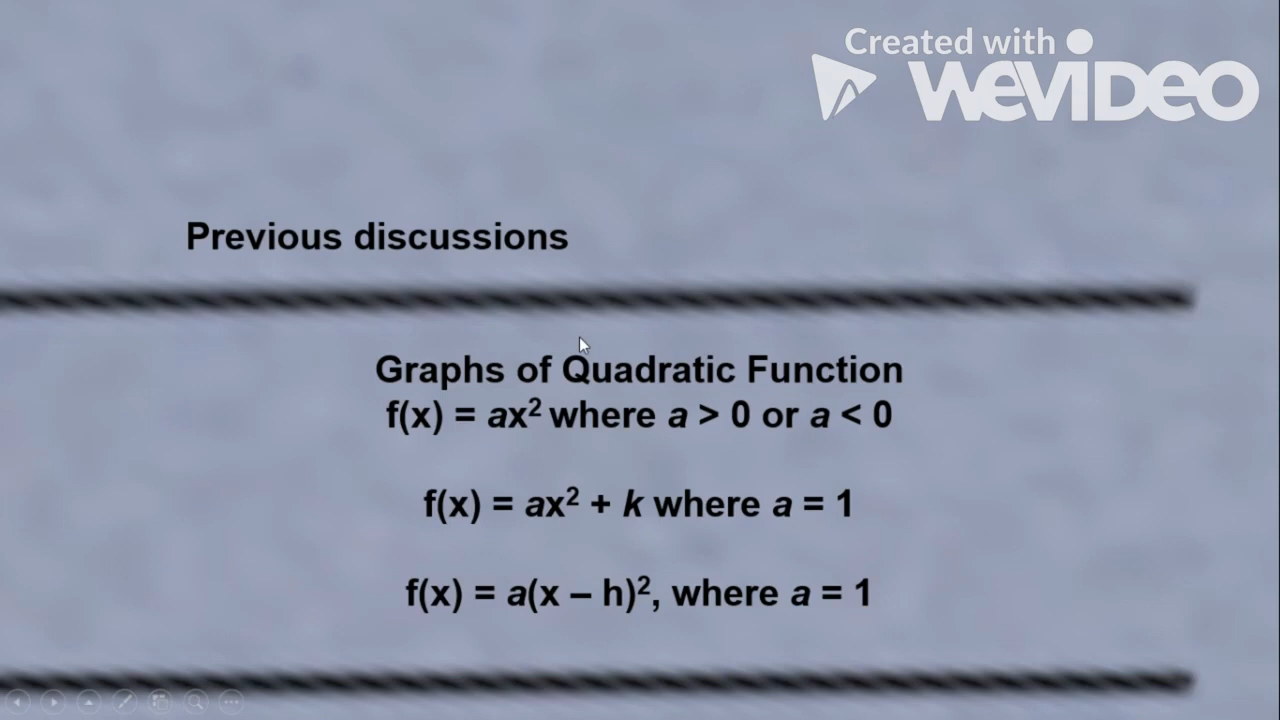 Created with
WEVIDEO
Previous discussions
Graphs of Quadratic Function
f(x) = ax² where a > 0 or a < 0
f(x) = ax² + k where a = 1
f(x) = a(x – h)², where a = 1